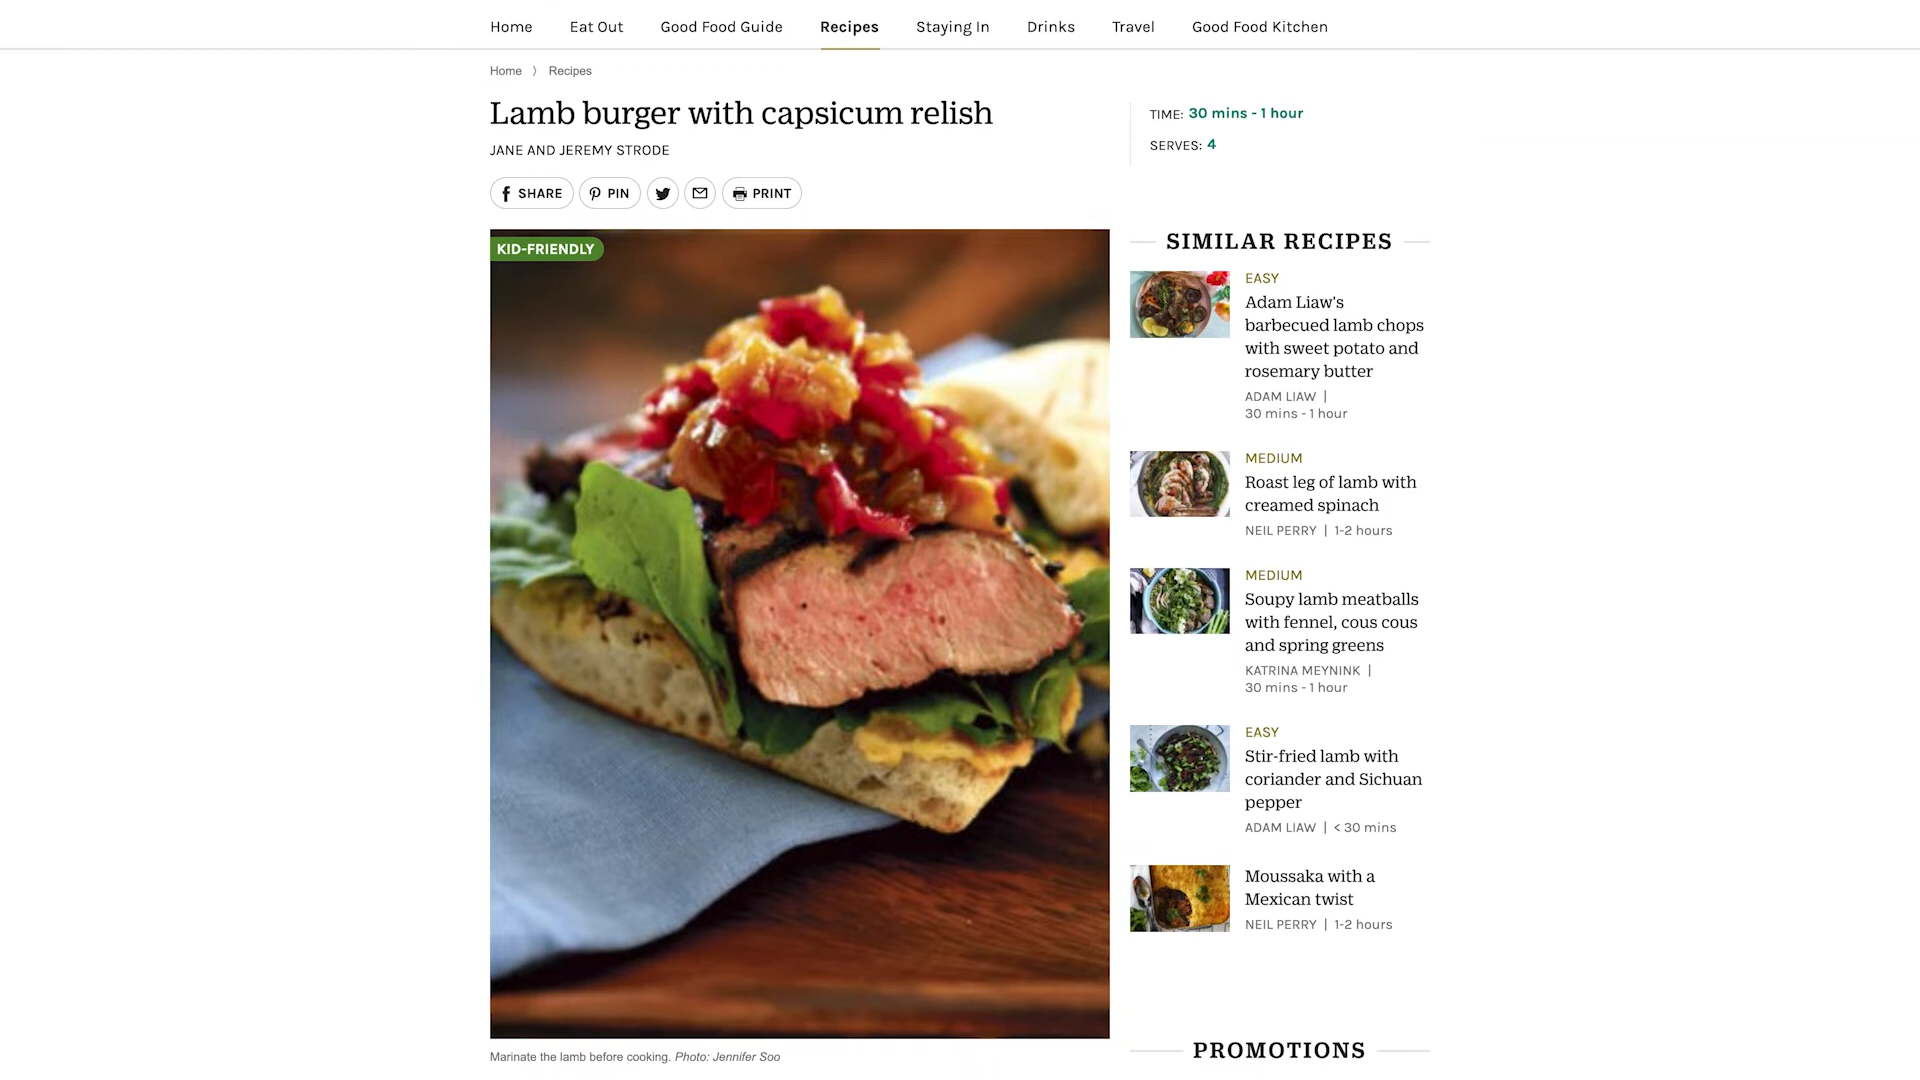 Home Eat Out Good Food Guide Recipes Staying In Drinks Travel Good Food Kitchen
Home 〉 Recipes
Lamb burger with capsicum relish
JANE AND JEREMY STRODE
SHARE PIN PRINT
TIME: 30 mins - 1 hour
SERVES: 4
KID-FRIENDLY
Marinate the lamb before cooking. Photo: Jennifer Soo
SIMILAR RECIPES
EASY
Adam Liaw's
barbecued lamb chops
with sweet potato and
rosemary butter
ADAM LIAW |
30 mins - 1 hour
MEDIUM
Roast leg of lamb with
creamed spinach
NEIL PERRY | 1-2 hours
MEDIUM
Soupy lamb meatballs
with fennel, cous cous
and spring greens
KATRINA MEYNINK |
30 mins - 1 hour
EASY
Stir-fried lamb with
coriander and Sichuan
pepper
ADAM LIAW | < 30 mins
Moussaka with a
Mexican twist
NEIL PERRY | 1-2 hours
PROMOTIONS